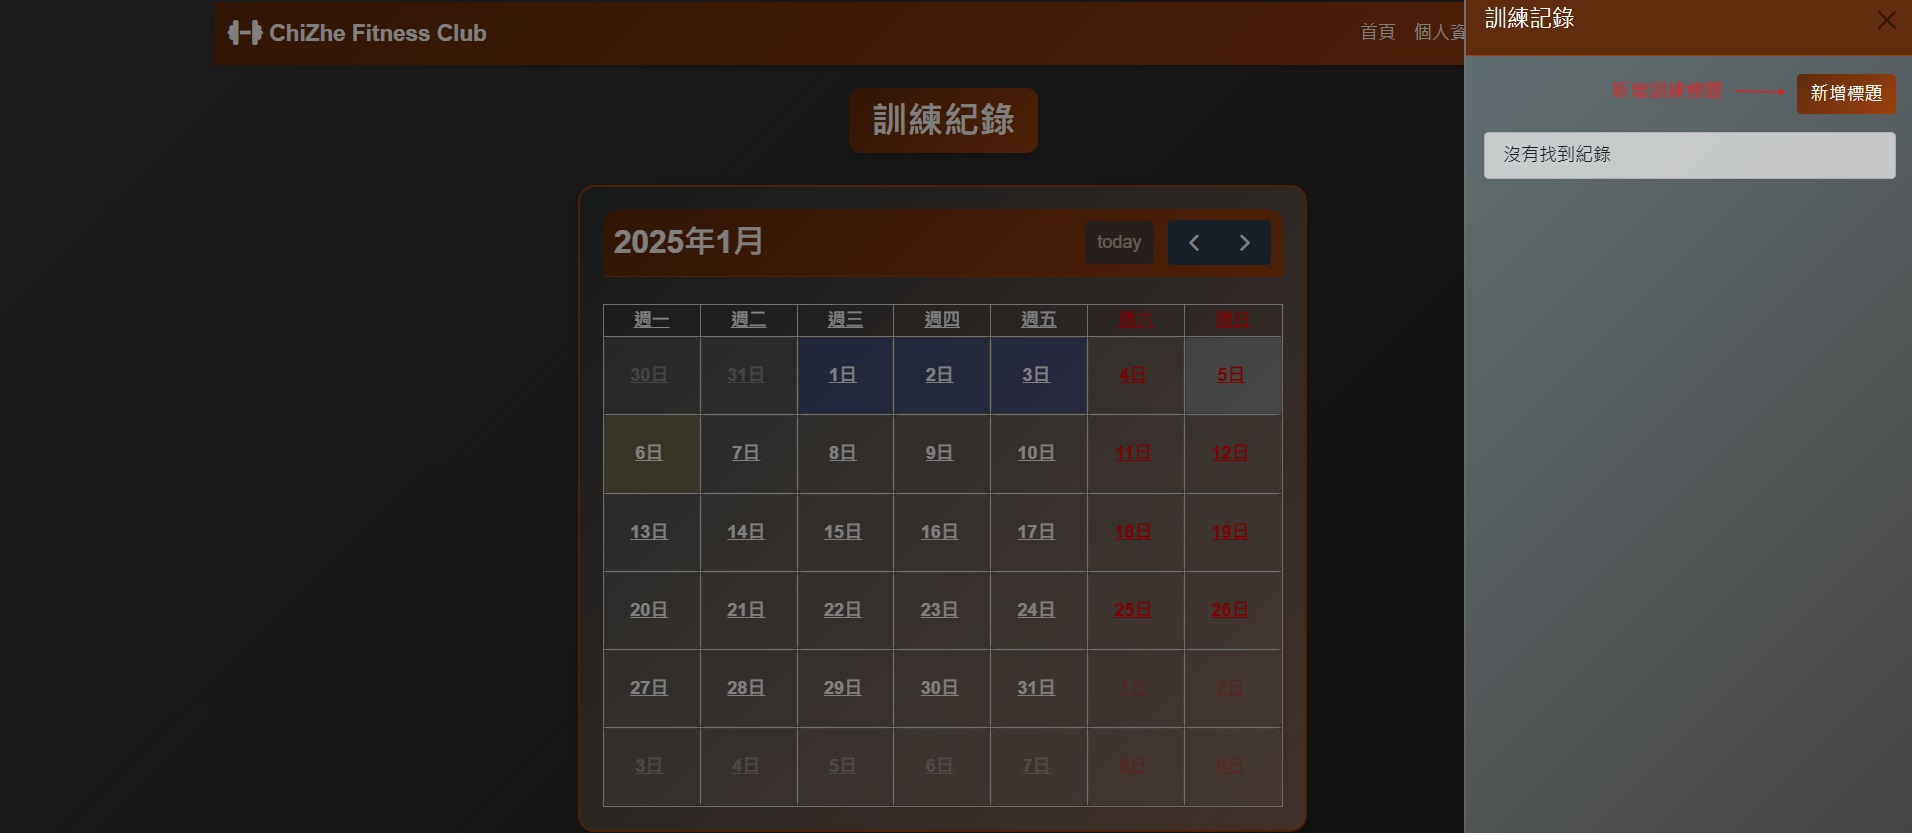 ChiZhe Fitness Club
首頁 個人資
訓練記錄
新增訓練標題
新增標題
沒有找到紀錄
訓練紀錄
2025年1月
today
週一 週二 週三 週四 週五 週六 週日
30日 31日 1日 2日 3日 4日 5日
6日 7日 8日 9日 10日 11日 12日
13日 14日 15日 16日 17日 18日 19日
20日 21日 22日 23日 24日 25日 26日
27日 28日 29日 30日 31日 1日 2日
3日 4日 5日 6日 7日 8日 9日